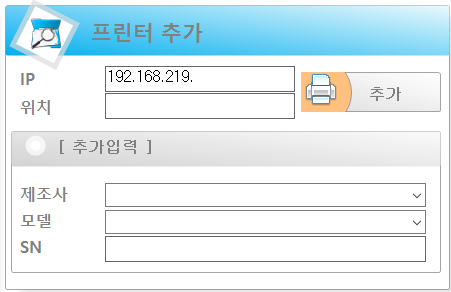 프린터 추가
IP 192.168.219.
위치
추가
[ 추가입력 ]
제조사
모델
SN